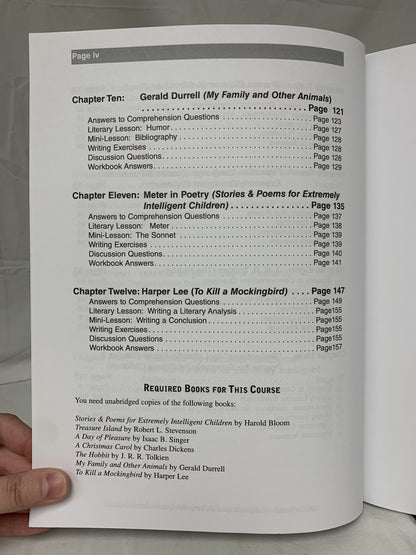 Page iv
Chapter Ten: Gerald Durrell (My Family and Other Animals)
. . . . . . . . . . . . . . . . . . . . . . . . . . . . . . . Page 121
Answers to Comprehension Questions . . . . . . . . . . . . . . . . . Page 123
Literary Lesson: Humor. . . . . . . . . . . . . . . . . . . . . . . . . . . Page 127
Mini-Lesson: Bibliography . . . . . . . . . . . . . . . . . . . . . . . . . Page 128
Writing Exercises . . . . . . . . . . . . . . . . . . . . . . . . . . . . . . . Page 128
Discussion Questions. . . . . . . . . . . . . . . . . . . . . . . . . . . . Page 128
Workbook Answers. . . . . . . . . . . . . . . . . . . . . . . . . . . . . . Page 129
Chapter Eleven: Meter in Poetry (Stories & Poems for Extremely
Intelligent Children) . . . . . . . . . . . . . . . Page 135
Answers to Comprehension Questions . . . . . . . . . . . . . . . . Page 137
Literary Lesson: Meter. . . . . . . . . . . . . . . . . . . . . . . . . . . . Page 138
Mini-Lesson: The Sonnet . . . . . . . . . . . . . . . . . . . . . . . . . . Page 139
Writing Exercises . . . . . . . . . . . . . . . . . . . . . . . . . . . . . . . Page 139
Discussion Questions. . . . . . . . . . . . . . . . . . . . . . . . . . . . Page 140
Workbook Answers. . . . . . . . . . . . . . . . . . . . . . . . . . . . . . Page 141
Chapter Twelve: Harper Lee (To Kill a Mockingbird) . . . . Page 147
Answers to Comprehension Questions . . . . . . . . . . . . . . . . Page 149
Literary Lesson: Writing a Literary Analysis . . . . . . . . . . . . . Page155
Mini-Lesson: Writing a Conclusion. . . . . . . . . . . . . . . . . . . . Page155
Writing Exercises. . . . . . . . . . . . . . . . . . . . . . . . . . . . . . . . Page155
Discussion Questions . . . . . . . . . . . . . . . . . . . . . . . . . . . . Page155
Workbook Answers . . . . . . . . . . . . . . . . . . . . . . . . . . . . . . Page157
REQUIRED BOOKS FOR THIS COURSE
You need unabridged copies of the following books:
Stories & Poems for Extremely Intelligent Children by Harold Bloom
Treasure Island by Robert L. Stevenson
A Day of Pleasure by Isaac B. Singer
A Christmas Carol by Charles Dickens
The Hobbit by J. R. R. Tolkien
My Family and Other Animals by Gerald Durrell
To Kill a Mockingbird by Harper Lee